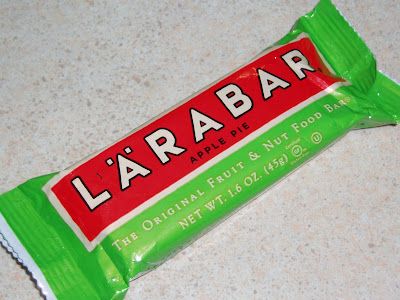 LÄRABAR
APPLE PIE
THE ORIGINAL FRUIT & NUT FOOD BAR
NET WT. 1.6 OZ. (45g)